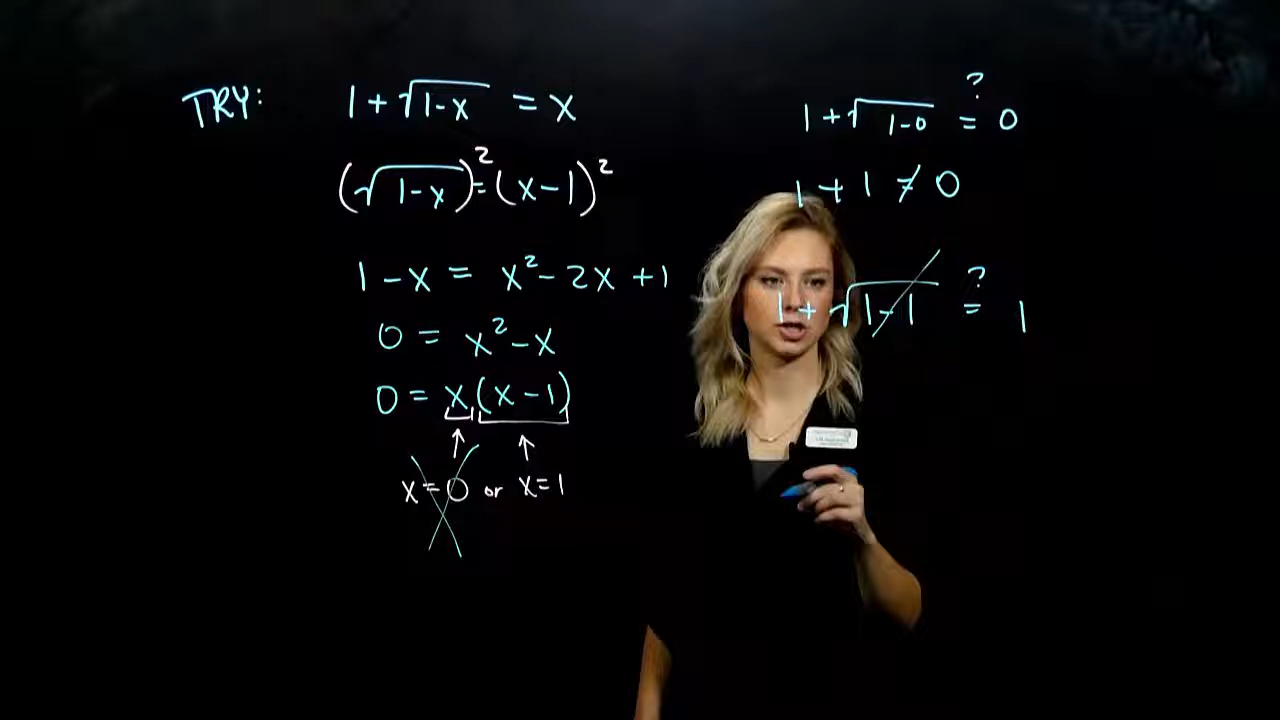 TRY: 1 + √(1-x) = x
(√(1-x))² = (x-1)²
1 - x = x² - 2x + 1
0 = x² - x
0 = x(x-1)
x=0 or x=1
?
1 + √(1-0) = 0
1 + 1 ≠ 0
?
1 + √(1-1) = 1